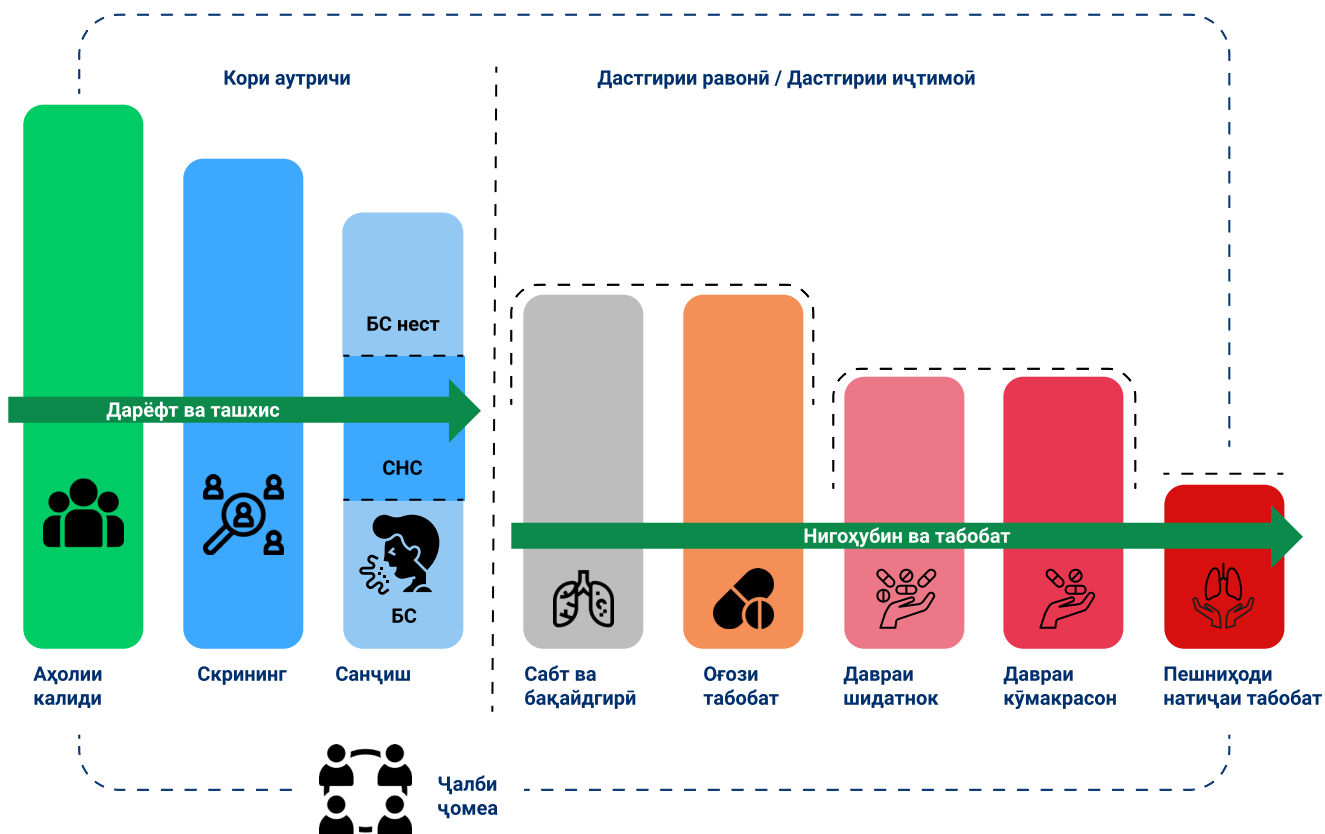 Кори аутричи
Дастгирии равонӣ / Дастгирии иҷтимоӣ
БС нест
Дарёфт ва ташхис
СНС
БС
Нигоҳубин ва табобат
Аҳолии
калиди
Скрининг
Санҷиш
Сабт ва
бақайдгирӣ
Оғози
табобат
Давраи
шидатнок
Давраи
кӯмакрасон
Пешниҳоди
натиҷаи табобат
Ҷалби
ҷомеа